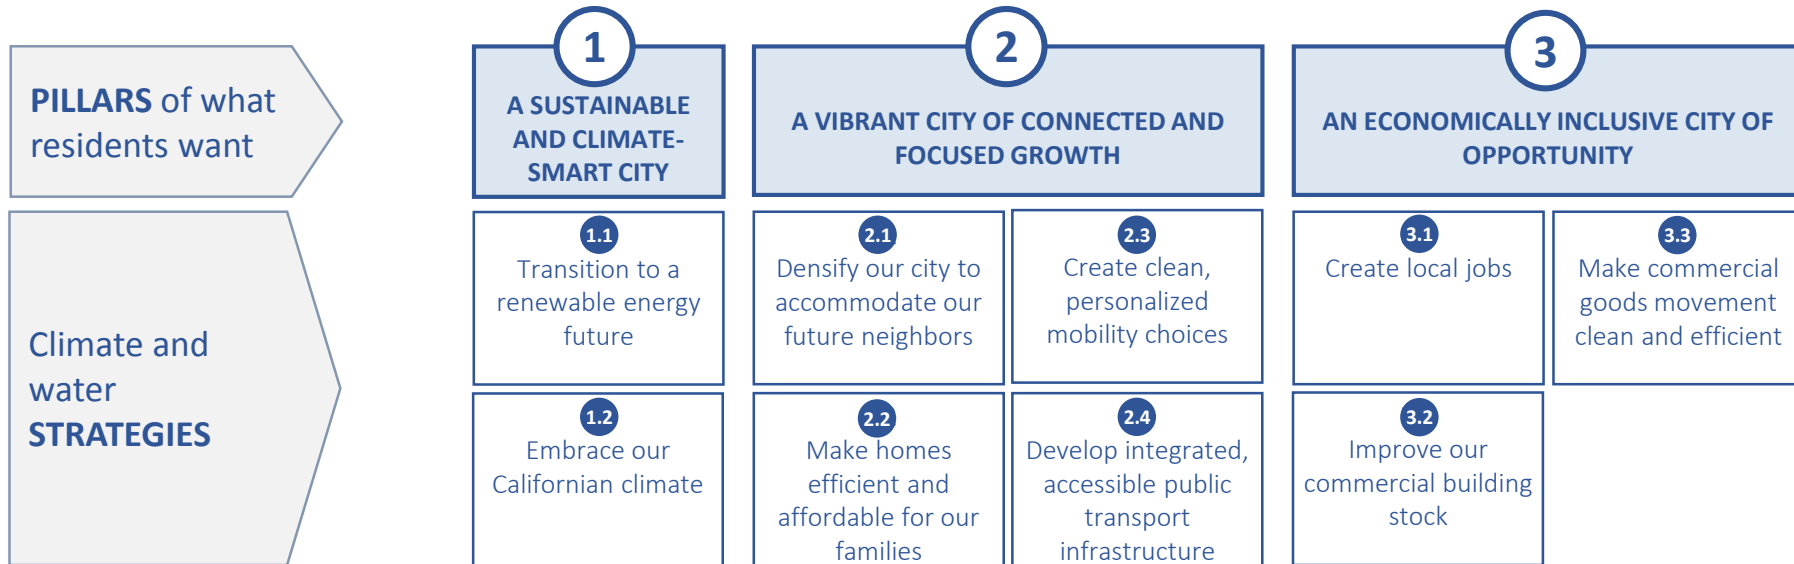 PILLARS of what
residents want
1
A SUSTAINABLE
AND CLIMATE-
SMART CITY
2
A VIBRANT CITY OF CONNECTED AND
FOCUSED GROWTH
3
AN ECONOMICALLY INCLUSIVE CITY OF
OPPORTUNITY
Climate and
water
STRATEGIES
1.1
Transition to a
renewable energy
future
1.2
Embrace our
Californian climate
2.1
Densify our city to
accommodate our
future neighbors
2.2
Make homes
efficient and
affordable for our
families
2.3
Create clean,
personalized
mobility choices
2.4
Develop integrated,
accessible public
transport
infrastructure
3.1
Create local jobs
3.2
Improve our
commercial building
stock
3.3
Make commercial
goods movement
clean and efficient